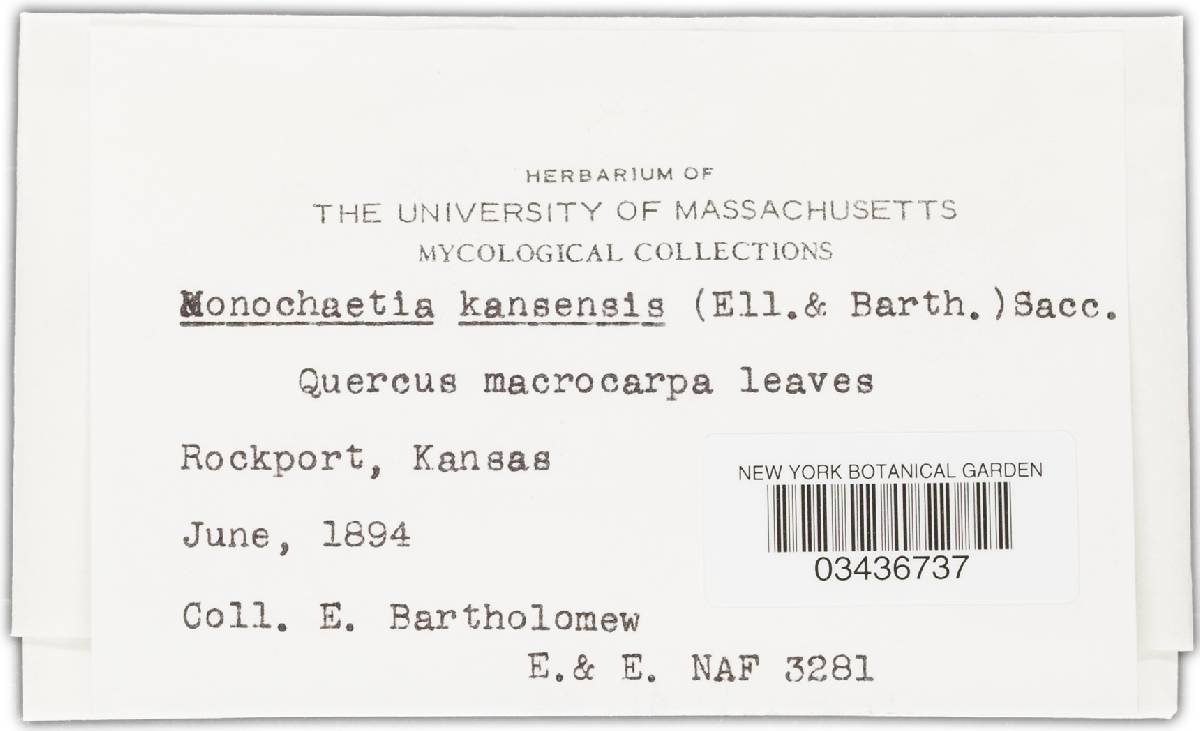 HERBARIUM OF
THE UNIVERSITY OF MASSACHUSETTS
MYCOLOGICAL COLLECTIONS
Monochaetia kansensis (Ell.& Barth.)Sacc.
Quercus macrocarpa leaves
Rockport, Kansas
NEW YORK BOTANICAL GARDEN
03436737
June, 1894
Coll. E. Bartholomew
E.& E. NAF 3281